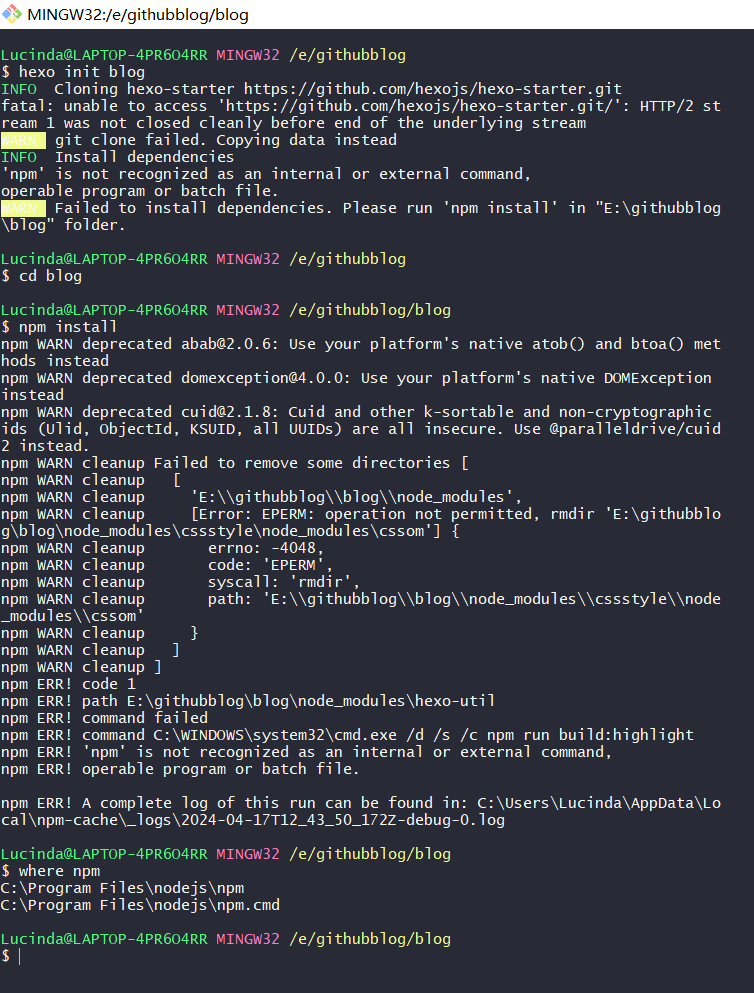 MINGW32:/e/githubblog/blog
Lucinda@LAPTOP-4PR6O4RR MINGW32 /e/githubblog
$ hexo init blog
INFO  Cloning hexo-starter https://github.com/hexojs/hexo-starter.git
fatal: unable to access 'https://github.com/hexojs/hexo-starter.git/': HTTP/2 st
ream 1 was not closed cleanly before end of the underlying stream
WARN  git clone failed. Copying data instead
INFO  Install dependencies
'npm' is not recognized as an internal or external command,
operable program or batch file.
WARN  Failed to install dependencies. Please run 'npm install' in "E:\githubblog
\blog" folder.
Lucinda@LAPTOP-4PR6O4RR MINGW32 /e/githubblog
$ cd blog
Lucinda@LAPTOP-4PR6O4RR MINGW32 /e/githubblog/blog
$ npm install
npm WARN deprecated abab@2.0.6: Use your platform's native atob() and btoa() met
hods instead
npm WARN deprecated domexception@4.0.0: Use your platform's native DOMException
instead
npm WARN deprecated cuid@2.1.8: Cuid and other k-sortable and non-cryptographic
ids (Ulid, ObjectId, KSUID, all UUIDs) are all insecure. Use @paralleldrive/cuid
2 instead.
npm WARN cleanup Failed to remove some directories [
npm WARN cleanup   [
npm WARN cleanup     'E:\\githubblog\\blog\\node_modules',
npm WARN cleanup     [Error: EPERM: operation not permitted, rmdir 'E:\githubblo
g\blog\node_modules\cssstyle\node_modules\cssom'] {
npm WARN cleanup       errno: -4048,
npm WARN cleanup       code: 'EPERM',
npm WARN cleanup       syscall: 'rmdir',
npm WARN cleanup       path: 'E:\\githubblog\\blog\\node_modules\\cssstyle\\node
_modules\\cssom'
npm WARN cleanup     }
npm WARN cleanup   ]
npm WARN cleanup ]
npm ERR! code 1
npm ERR! path E:\githubblog\blog\node_modules\hexo-util
npm ERR! command failed
npm ERR! command C:\WINDOWS\system32\cmd.exe /d /s /c npm run build:highlight
npm ERR! 'npm' is not recognized as an internal or external command,
npm ERR! operable program or batch file.
npm ERR! A complete log of this run can be found in: C:\Users\Lucinda\AppData\Lo
cal\npm-cache\_logs\2024-04-17T12_43_50_172Z-debug-0.log
Lucinda@LAPTOP-4PR6O4RR MINGW32 /e/githubblog/blog
$ where npm
C:\Program Files\nodejs\npm
C:\Program Files\nodejs\npm.cmd
Lucinda@LAPTOP-4PR6O4RR MINGW32 /e/githubblog/blog
$